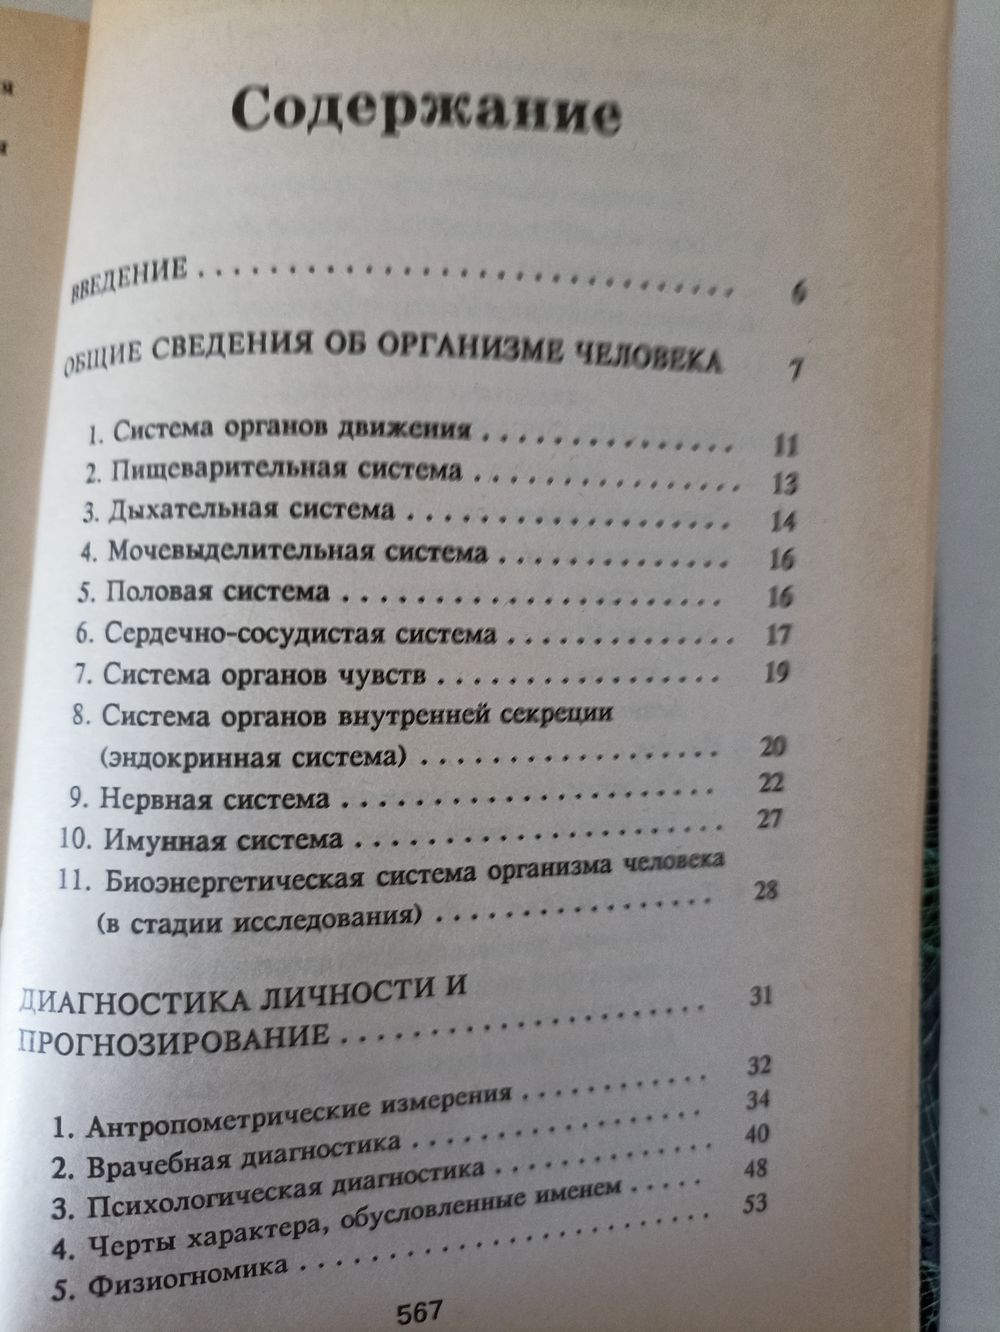 Содержание
ВВЕДЕНИЕ . . . . . . . . . . . . . . . . . . . . . . . . . . . . . . 6
ОБЩИЕ СВЕДЕНИЯ ОБ ОРГАНИЗМЕ ЧЕЛОВЕКА 7
1. Система органов движения . . . . . . . . . . . . . . 11
2. Пищеварительная система . . . . . . . . . . . . . . . 13
3. Дыхательная система . . . . . . . . . . . . . . . . . . 14
4. Мочевыделительная система . . . . . . . . . . . . . 16
5. Половая система . . . . . . . . . . . . . . . . . . . . . 16
6. Сердечно-сосудистая система . . . . . . . . . . . . . 17
7. Система органов чувств . . . . . . . . . . . . . . . . 19
8. Система органов внутренней секреции
(эндокринная система) . . . . . . . . . . . . . . . . . 20
9. Нервная система . . . . . . . . . . . . . . . . . . . . . 22
10. Имунная система . . . . . . . . . . . . . . . . . . . . . 27
11. Биоэнергетическая система организма человека
(в стадии исследования) . . . . . . . . . . . . . . . . 28
ДИАГНОСТИКА ЛИЧНОСТИ И
ПРОГНОЗИРОВАНИЕ . . . . . . . . . . . . . . . . . . . . . 31
1. Антропометрические измерения . . . . . . . . . . . 32
2. Врачебная диагностика . . . . . . . . . . . . . . . . . 34
3. Психологическая диагностика . . . . . . . . . . . . . 40
4. Черты характера, обусловленные именем . . . . . 48
5. Физиогномика . . . . . . . . . . . . . . . . . . . . . . . 53
567